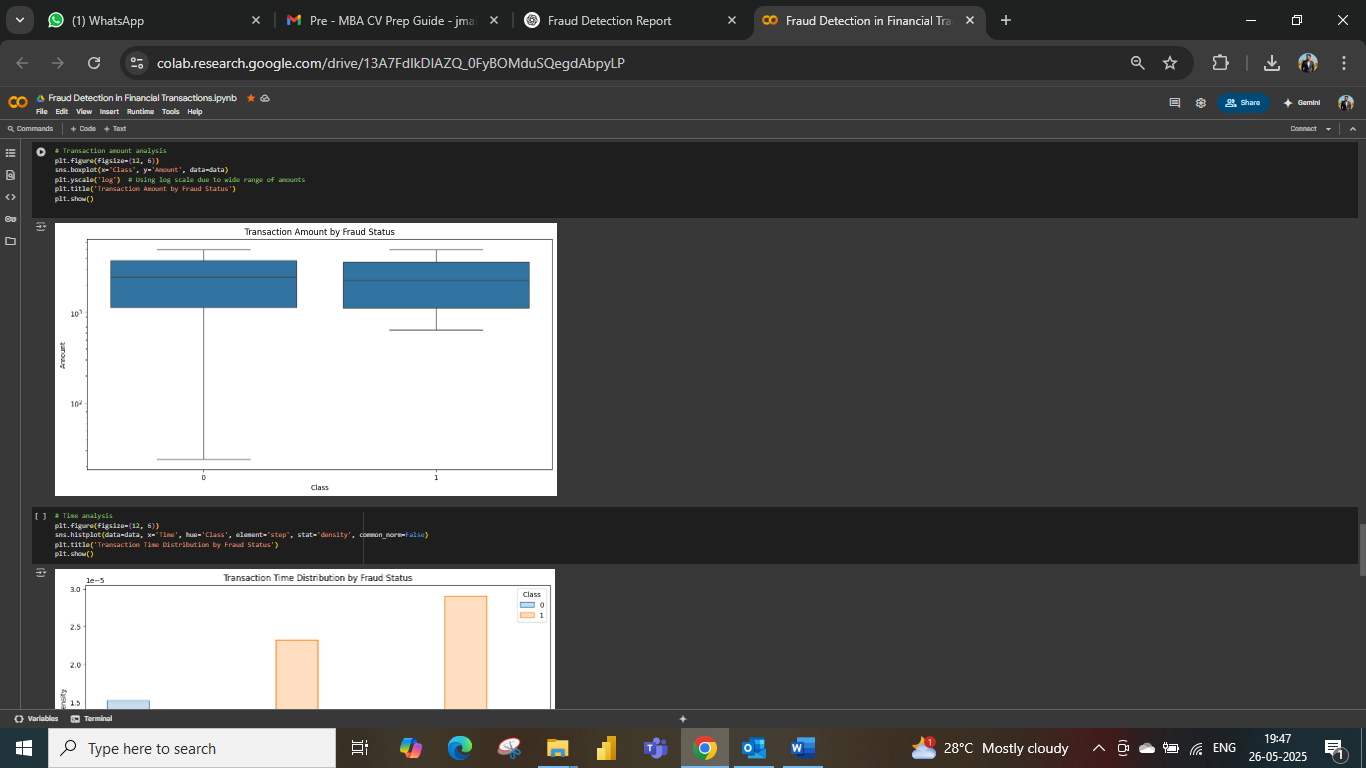 (1) WhatsApp
Pre - MBA CV Prep Guide - jma
Fraud Detection Report
Fraud Detection in Financial Tra
colab.research.google.com/drive/13A7FdIkDIAZQ_0FyBOMduSQegdAbpyLP
Fraud Detection in Financial Transactions.ipynb
File Edit View Insert Runtime Tools Help
Share
Gemini
Commands + Code + Text
Connect
# Transaction amount analysis
plt.figure(figsize=(12, 6))
sns.boxplot(x='Class', y='Amount', data=data)
plt.yscale('log') # Using log scale due to wide range of amounts
plt.title('Transaction Amount by Fraud Status')
plt.show()
Transaction Amount by Fraud Status
10³
Amount
10²
0 1
Class
[ ] # Time analysis
plt.figure(figsize=(12, 6))
sns.histplot(data=data, x='Time', hue='Class', element='step', stat='density', common_norm=False)
plt.title('Transaction Time Distribution by Fraud Status')
plt.show()
Transaction Time Distribution by Fraud Status
1e−5
3.0
Class
0
1
2.5
2.0
1.5
Variables Terminal
Type here to search
28°C Mostly cloudy
ENG
19:47
26-05-2025
1
1